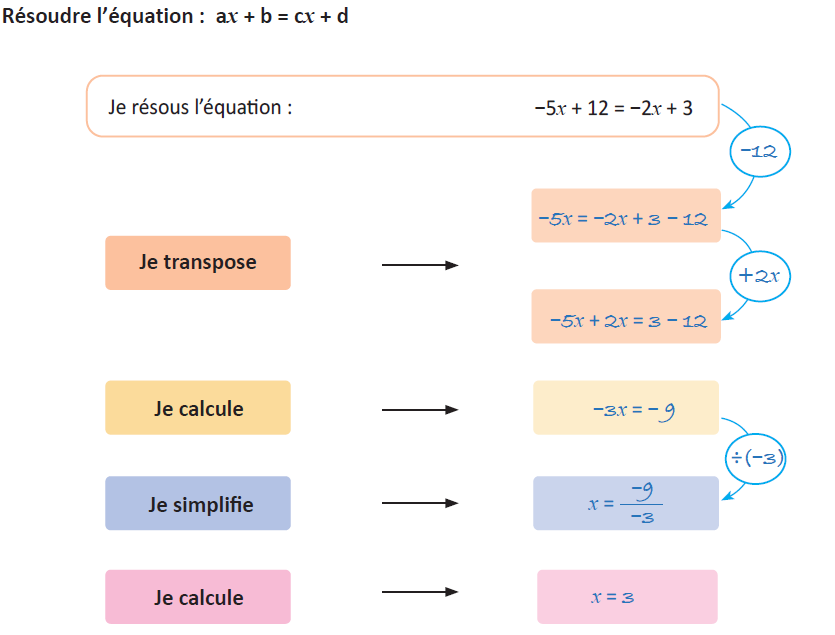 Résoudre l'équation : ax + b = cx + d
Je résous l'équation : −5x + 12 = −2x + 3
−12
−5x = −2x + 3 − 12
Je transpose
+2x
−5x + 2x = 3 − 12
Je calcule
−3x = − 9
÷(−3)
Je simplifie
x = −9/−3
Je calcule
x = 3